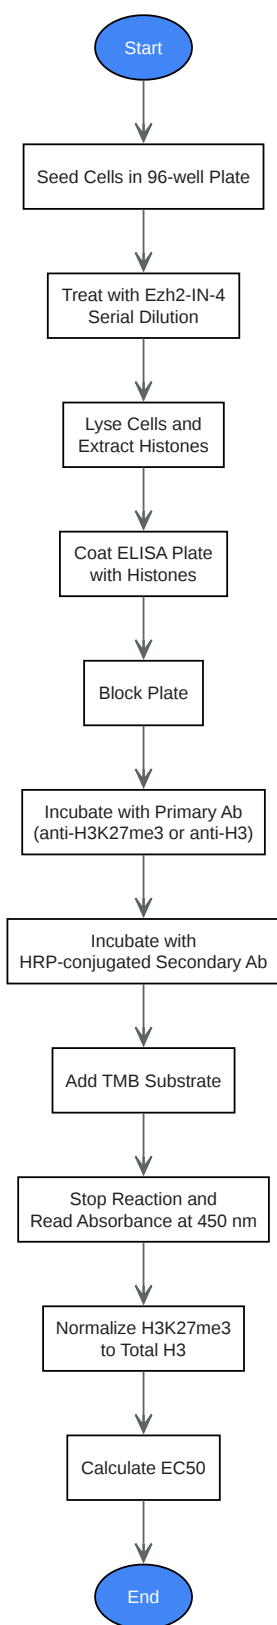 Start
Seed Cells in 96-well Plate
Treat with Ezh2-IN-4
Serial Dilution
Lyse Cells and
Extract Histones
Coat ELISA Plate
with Histones
Block Plate
Incubate with Primary Ab
(anti-H3K27me3 or anti-H3)
Incubate with
HRP-conjugated Secondary Ab
Add TMB Substrate
Stop Reaction and
Read Absorbance at 450 nm
Normalize H3K27me3
to Total H3
Calculate EC50
End